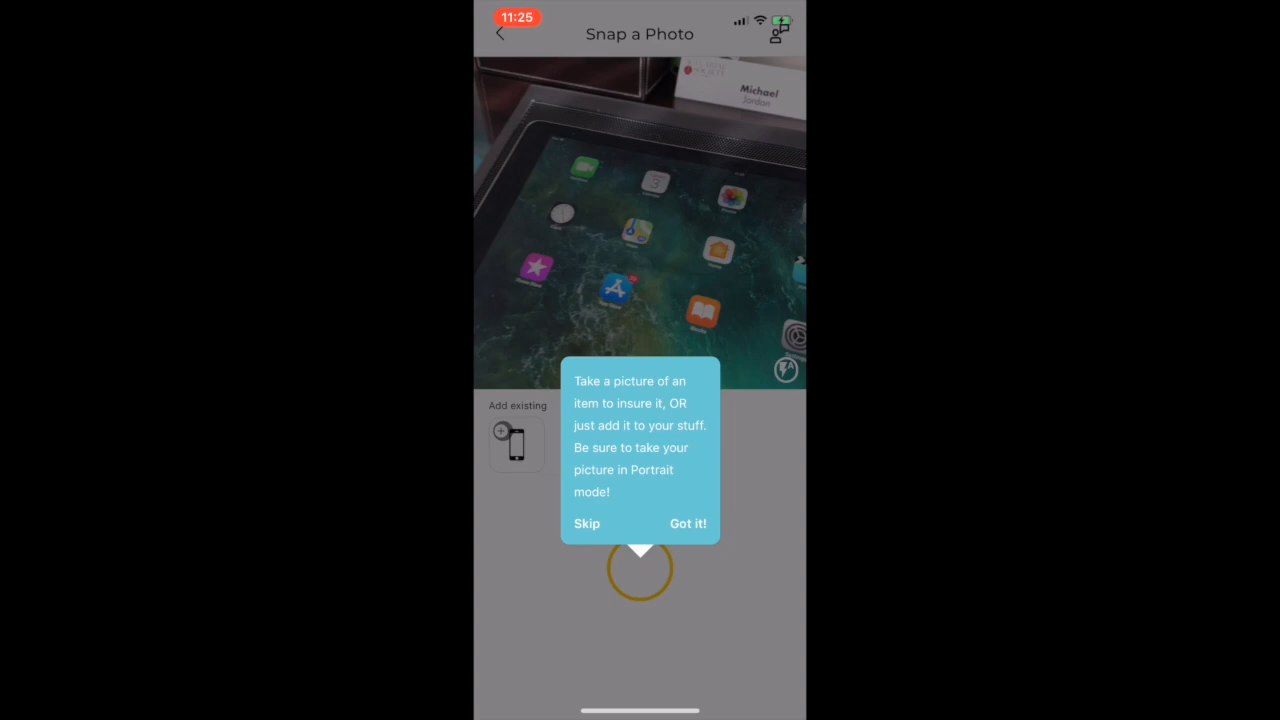 11:25
Snap a Photo
Michael
Jordan
3
Take a picture of an
item to insure it, OR
just add it to your stuff.
Be sure to take your
picture in Portrait
mode!
Skip
Got it!
Add existing